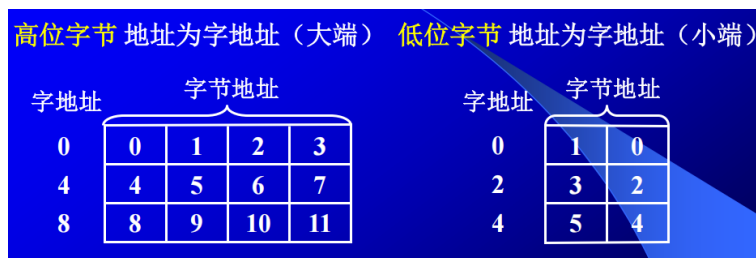 高位字节 地址为字地址（大端） 低位字节 地址为字地址（小端）
字地址 字节地址 字地址 字节地址
0 0 1 2 3 0 1 0
4 4 5 6 7 2 3 2
8 8 9 10 11 4 5 4